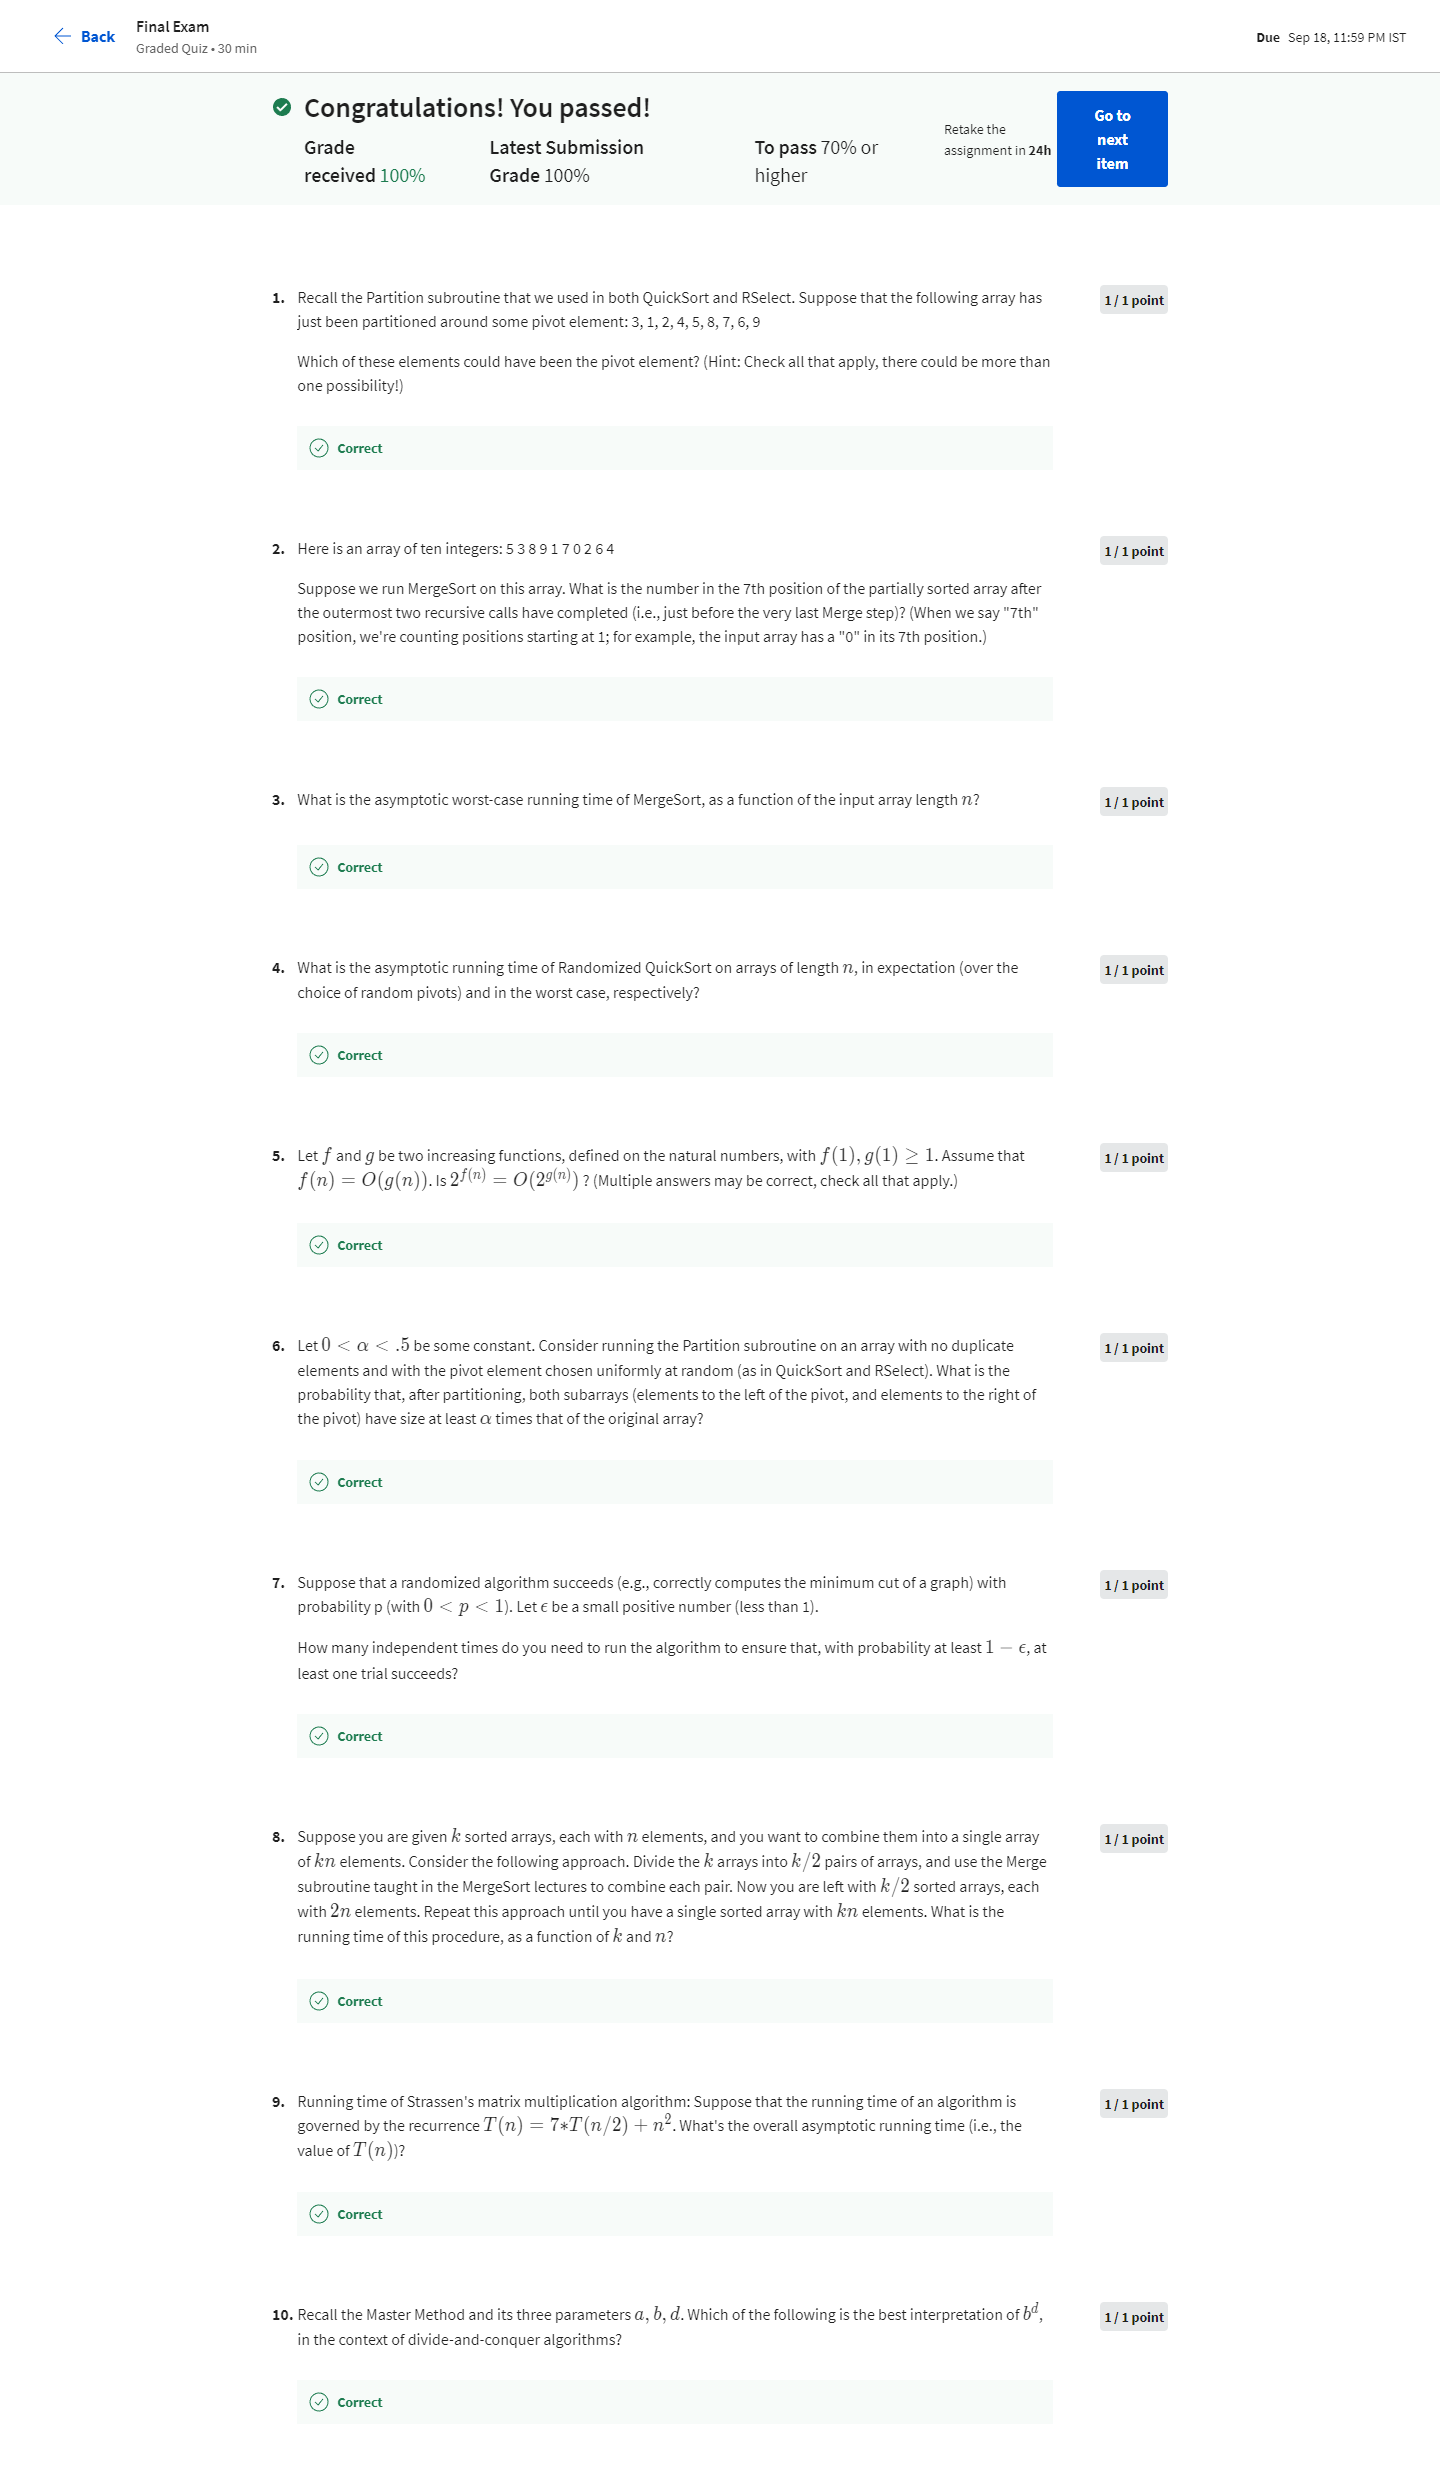 Back
Final Exam
Graded Quiz • 30 min
Due Sep 18, 11:59 PM IST
Congratulations! You passed!
Grade
received 100%
Latest Submission
Grade 100%
To pass 70% or
higher
Retake the
assignment in 24h
Go to
next
item
1. Recall the Partition subroutine that we used in both QuickSort and RSelect. Suppose that the following array has
just been partitioned around some pivot element: 3, 1, 2, 4, 5, 8, 7, 6, 9
Which of these elements could have been the pivot element? (Hint: Check all that apply, there could be more than
one possibility!)
1 / 1 point
Correct
2. Here is an array of ten integers: 5 3 8 9 1 7 0 2 6 4
Suppose we run MergeSort on this array. What is the number in the 7th position of the partially sorted array after
the outermost two recursive calls have completed (i.e., just before the very last Merge step)? (When we say "7th"
position, we're counting positions starting at 1; for example, the input array has a "0" in its 7th position.)
1 / 1 point
Correct
3. What is the asymptotic worst-case running time of MergeSort, as a function of the input array length n?
1 / 1 point
Correct
4. What is the asymptotic running time of Randomized QuickSort on arrays of length n, in expectation (over the
choice of random pivots) and in the worst case, respectively?
1 / 1 point
Correct
5. Let f and g be two increasing functions, defined on the natural numbers, with f(1), g(1) ≥ 1. Assume that
f(n) = O(g(n)). Is 2^{f(n)} = O(2^{g(n)}) ? (Multiple answers may be correct, check all that apply.)
1 / 1 point
Correct
6. Let 0 < α < .5 be some constant. Consider running the Partition subroutine on an array with no duplicate
elements and with the pivot element chosen uniformly at random (as in QuickSort and RSelect). What is the
probability that, after partitioning, both subarrays (elements to the left of the pivot, and elements to the right of
the pivot) have size at least α times that of the original array?
1 / 1 point
Correct
7. Suppose that a randomized algorithm succeeds (e.g., correctly computes the minimum cut of a graph) with
probability p (with 0 < p < 1). Let ϵ be a small positive number (less than 1).
How many independent times do you need to run the algorithm to ensure that, with probability at least 1 − ϵ, at
least one trial succeeds?
1 / 1 point
Correct
8. Suppose you are given k sorted arrays, each with n elements, and you want to combine them into a single array
of kn elements. Consider the following approach. Divide the k arrays into k/2 pairs of arrays, and use the Merge
subroutine taught in the MergeSort lectures to combine each pair. Now you are left with k/2 sorted arrays, each
with 2n elements. Repeat this approach until you have a single sorted array with kn elements. What is the
running time of this procedure, as a function of k and n?
1 / 1 point
Correct
9. Running time of Strassen's matrix multiplication algorithm: Suppose that the running time of an algorithm is
governed by the recurrence T(n) = 7∗T(n/2) + n². What's the overall asymptotic running time (i.e., the
value of T(n))?
1 / 1 point
Correct
10. Recall the Master Method and its three parameters a, b, d. Which of the following is the best interpretation of b^d,
in the context of divide-and-conquer algorithms?
1 / 1 point
Correct